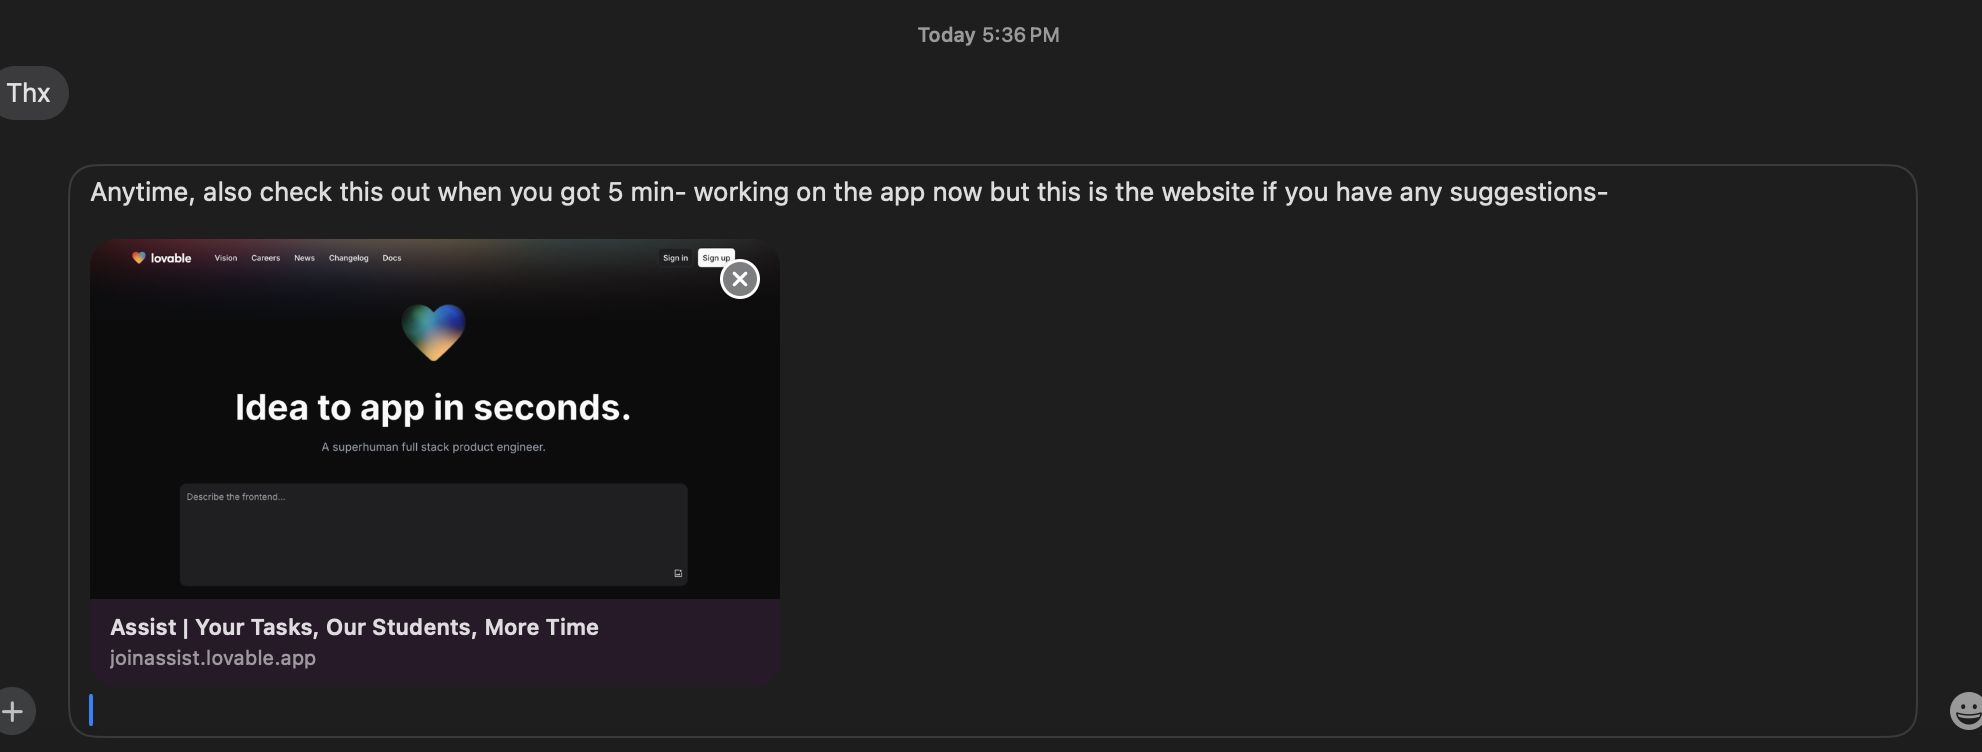 Today 5:36 PM
Thx
Anytime, also check this out when you got 5 min- working on the app now but this is the website if you have any suggestions-
lovable Vision Careers News Changelog Docs Sign in Sign up
Idea to app in seconds.
A superhuman full stack product engineer.
Describe the frontend...
Assist | Your Tasks, Our Students, More Time
joinassist.lovable.app